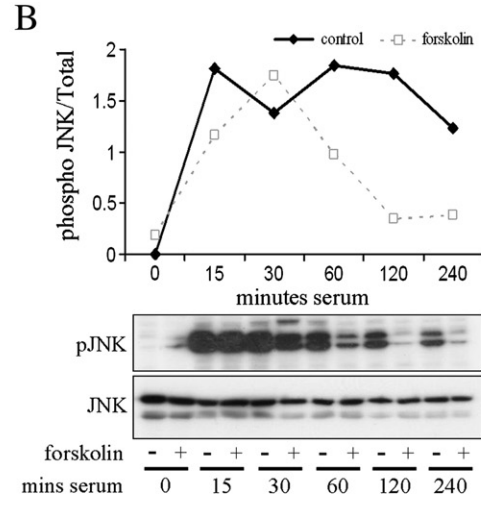 B
control forskolin
phospho JNK/Total
2
1.5
1
0.5
0
0 15 30 60 120 240
minutes serum
pJNK
JNK
forskolin - + - + - + - + - + - +
mins serum 0 15 30 60 120 240